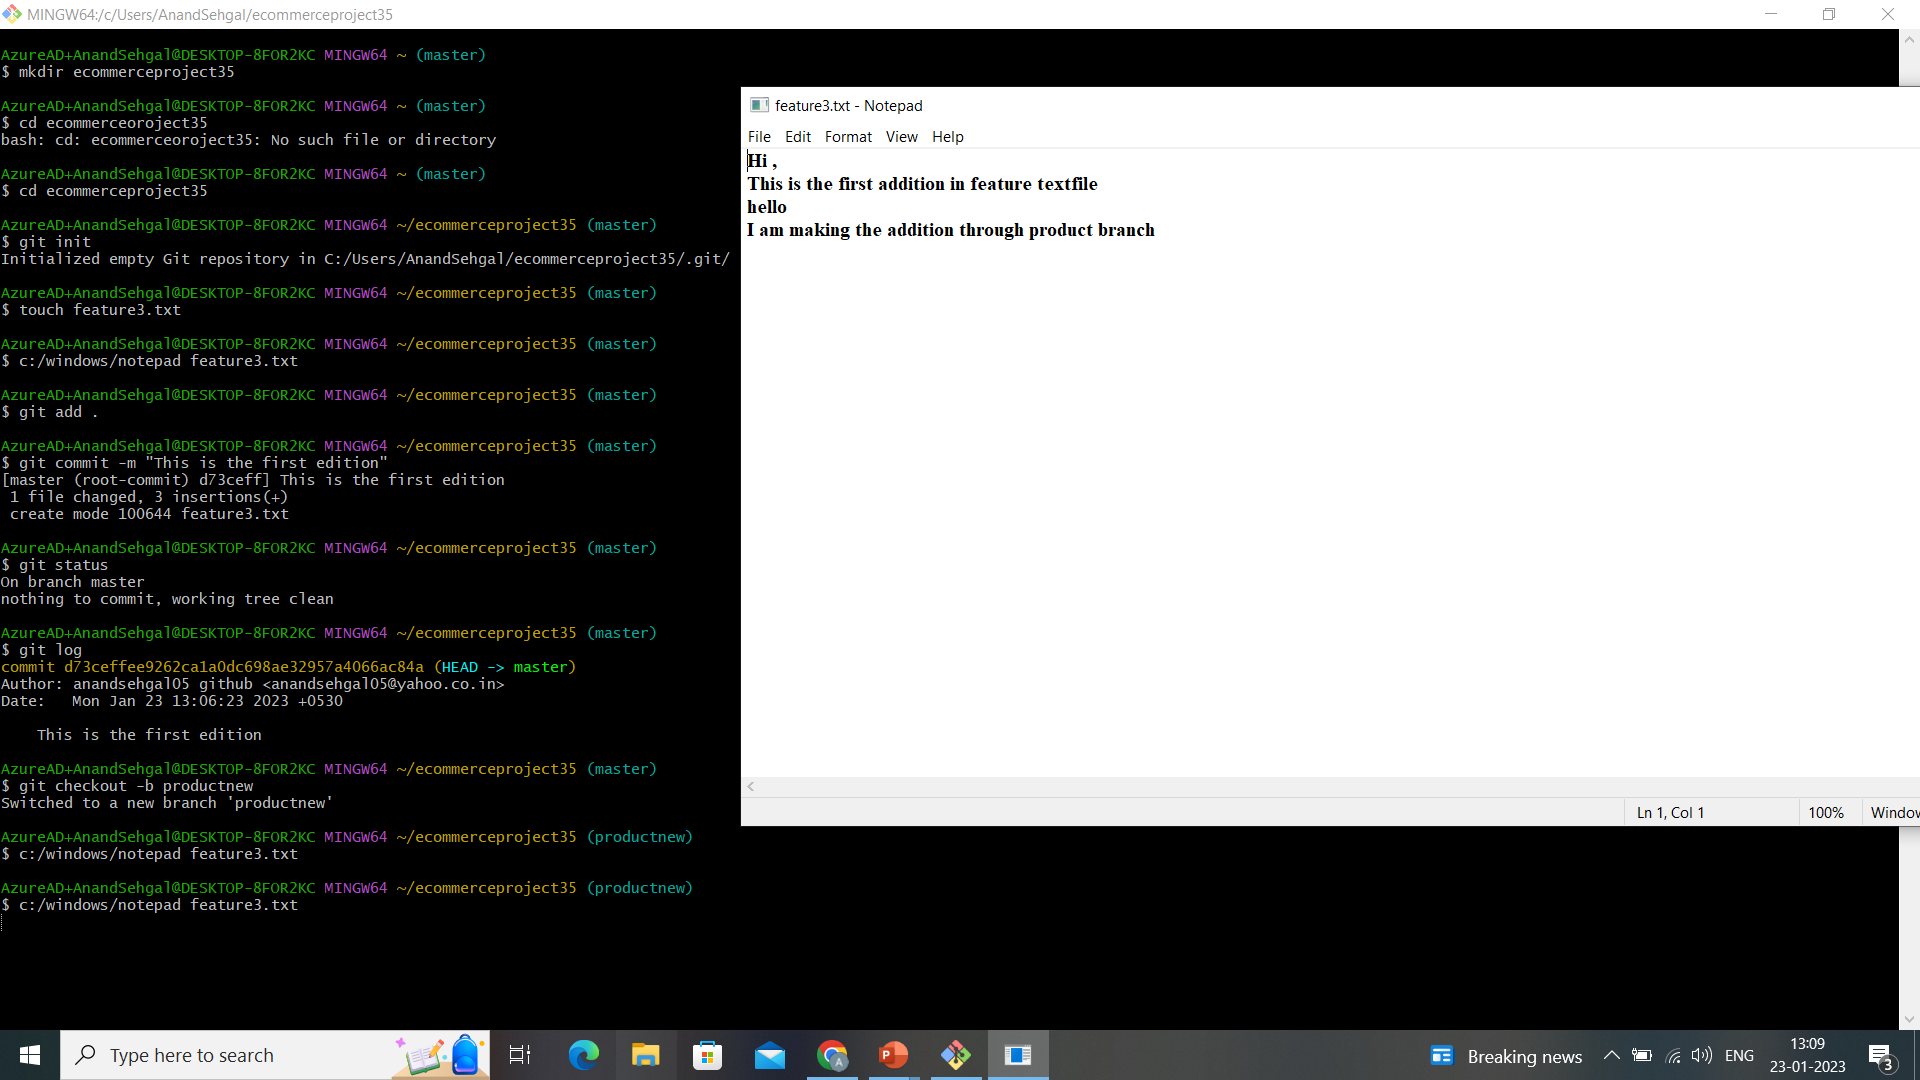 MINGW64:/c/Users/AnandSehgal/ecommerceproject35
AzureAD+AnandSehgal@DESKTOP-8FOR2KC MINGW64 ~ (master)
$ mkdir ecommerceproject35
AzureAD+AnandSehgal@DESKTOP-8FOR2KC MINGW64 ~ (master)
$ cd ecommerceoroject35
bash: cd: ecommerceoroject35: No such file or directory
AzureAD+AnandSehgal@DESKTOP-8FOR2KC MINGW64 ~ (master)
$ cd ecommerceproject35
AzureAD+AnandSehgal@DESKTOP-8FOR2KC MINGW64 ~/ecommerceproject35 (master)
$ git init
Initialized empty Git repository in C:/Users/AnandSehgal/ecommerceproject35/.git/
AzureAD+AnandSehgal@DESKTOP-8FOR2KC MINGW64 ~/ecommerceproject35 (master)
$ touch feature3.txt
AzureAD+AnandSehgal@DESKTOP-8FOR2KC MINGW64 ~/ecommerceproject35 (master)
$ c:/windows/notepad feature3.txt
AzureAD+AnandSehgal@DESKTOP-8FOR2KC MINGW64 ~/ecommerceproject35 (master)
$ git add .
AzureAD+AnandSehgal@DESKTOP-8FOR2KC MINGW64 ~/ecommerceproject35 (master)
$ git commit -m "This is the first edition"
[master (root-commit) d73ceff] This is the first edition
1 file changed, 3 insertions(+)
create mode 100644 feature3.txt
AzureAD+AnandSehgal@DESKTOP-8FOR2KC MINGW64 ~/ecommerceproject35 (master)
$ git status
On branch master
nothing to commit, working tree clean
AzureAD+AnandSehgal@DESKTOP-8FOR2KC MINGW64 ~/ecommerceproject35 (master)
$ git log
commit d73ceffee9262ca1a0dc698ae32957a4066ac84a (HEAD -> master)
Author: anandsehgal05 github <anandsehgal05@yahoo.co.in>
Date:   Mon Jan 23 13:06:23 2023 +0530
This is the first edition
AzureAD+AnandSehgal@DESKTOP-8FOR2KC MINGW64 ~/ecommerceproject35 (master)
$ git checkout -b productnew
Switched to a new branch 'productnew'
AzureAD+AnandSehgal@DESKTOP-8FOR2KC MINGW64 ~/ecommerceproject35 (productnew)
$ c:/windows/notepad feature3.txt
AzureAD+AnandSehgal@DESKTOP-8FOR2KC MINGW64 ~/ecommerceproject35 (productnew)
$ c:/windows/notepad feature3.txt
feature3.txt - Notepad
File Edit Format View Help
Hi ,
This is the first addition in feature textfile
hello
I am making the addition through product branch
Ln 1, Col 1 100% Window
Type here to search
Breaking news ENG
13:09
23-01-2023
3